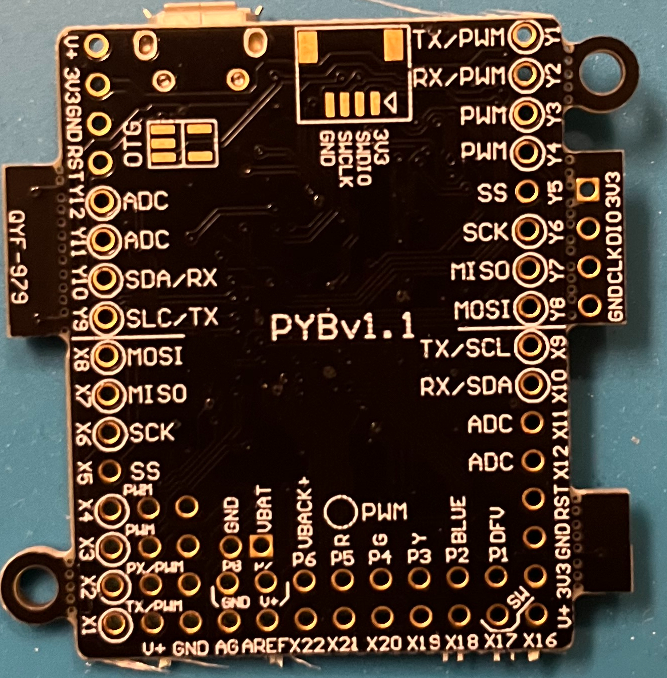 V+
3V3
GND
RST
Y12 ADC
Y11 ADC
Y10 SDA/RX
Y9 SLC/TX
X8 MOSI
X7 MISO
X6 SCK
X5 SS
X4 PWM
X3 PWM
X2 PX/PWM
X1 TX/PWM
OTG
QYF-979
GND
SWCLK
SWDIO
3V3
TX/PWM Y1
RX/PWM Y2
PWM Y3
PWM Y4
SS Y5
SCK Y6
MISO Y7
MOSI Y8
3V3
DIO
CLK
GND
PYBv1.1
TX/SCL X9
RX/SDA X10
ADC X11
ADC X12
RST
GND
3V3
V+
GND
VBAT
VBACK+
PWM
P8
P7
P6
P5 R
P4 G
P3 Y
P2 BLUE
P1 DFV
GND V+
SW
V+ GND AG AREF X22 X21 X20 X19 X18 X17 X16